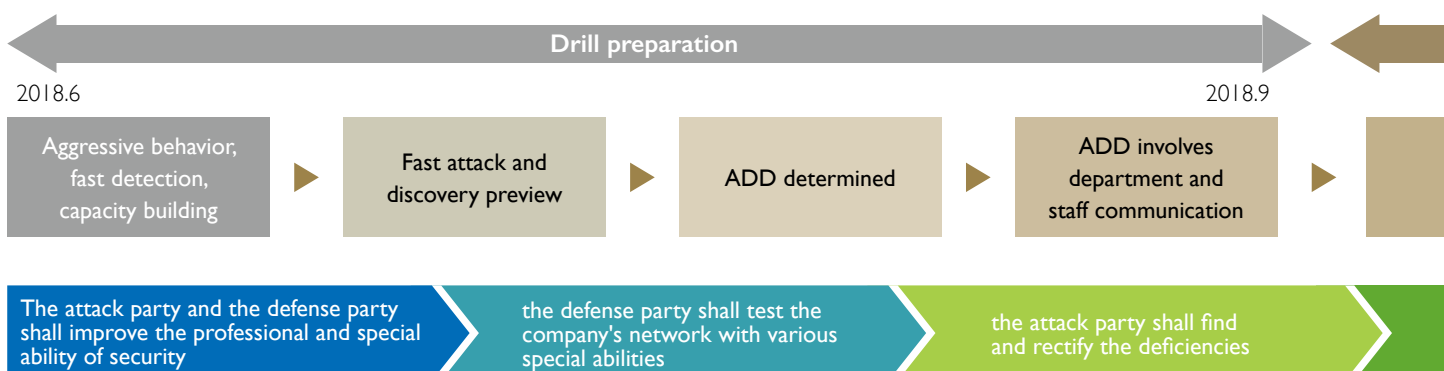 Drill preparation
2018.6
2018.9
Aggressive behavior,
fast detection,
capacity building
Fast attack and
discovery preview
ADD determined
ADD involves
department and
staff communication
The attack party and the defense party
shall improve the professional and special
ability of security
the defense party shall test the
company's network with various
special abilities
the attack party shall find
and rectify the deficiencies